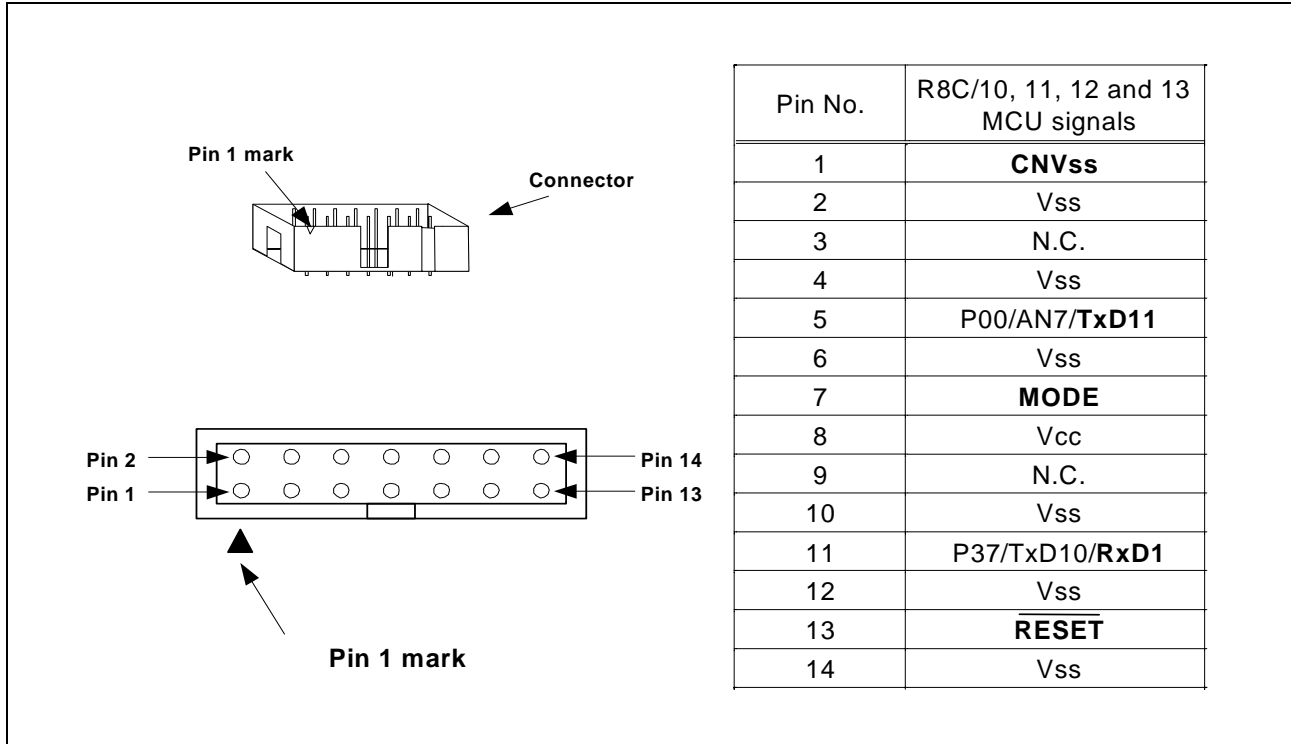 Pin 1 mark
Connector
Pin 2
Pin 1
Pin 14
Pin 13
Pin 1 mark
Pin No. R8C/10, 11, 12 and 13
MCU signals
1 CNVss
2 Vss
3 N.C.
4 Vss
5 P00/AN7/TxD11
6 Vss
7 MODE
8 Vcc
9 N.C.
10 Vss
11 P37/TxD10/RxD1
12 Vss
13 RESET
14 Vss